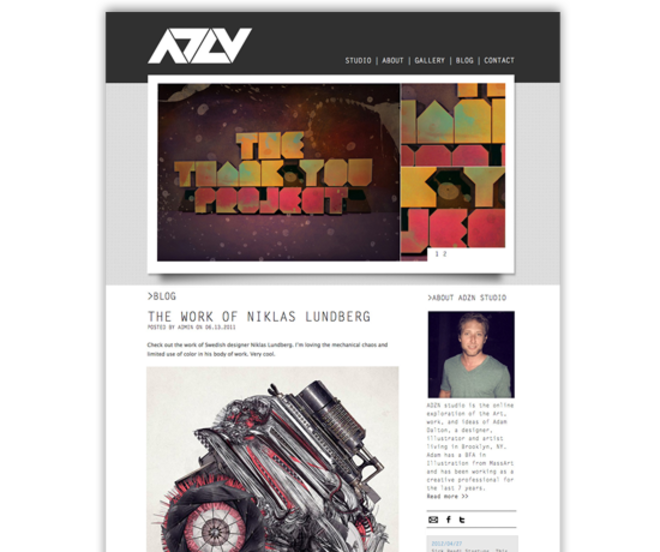 ADZN
STUDIO | ABOUT | GALLERY | BLOG | CONTACT
THE
THANK YOU
PROJECT
1 2
>BLOG
THE WORK OF NIKLAS LUNDBERG
POSTED BY ADMIN ON 06.13.2011
Check out the work of Swedish designer Niklas Lundberg. I'm loving the mechanical chaos and
limited use of color in his body of work. Very cool.
>ABOUT ADZN STUDIO
ADZN studio is the online
exploration of the Art,
work, and ideas of Adam
Dalton, a designer,
illustrator and artist
living in Brooklyn, NY.
Adam has a BFA in
Illustration from MassArt
and has been working as a
creative professional for
the last 7 years.
Read more >>
2012/04/27